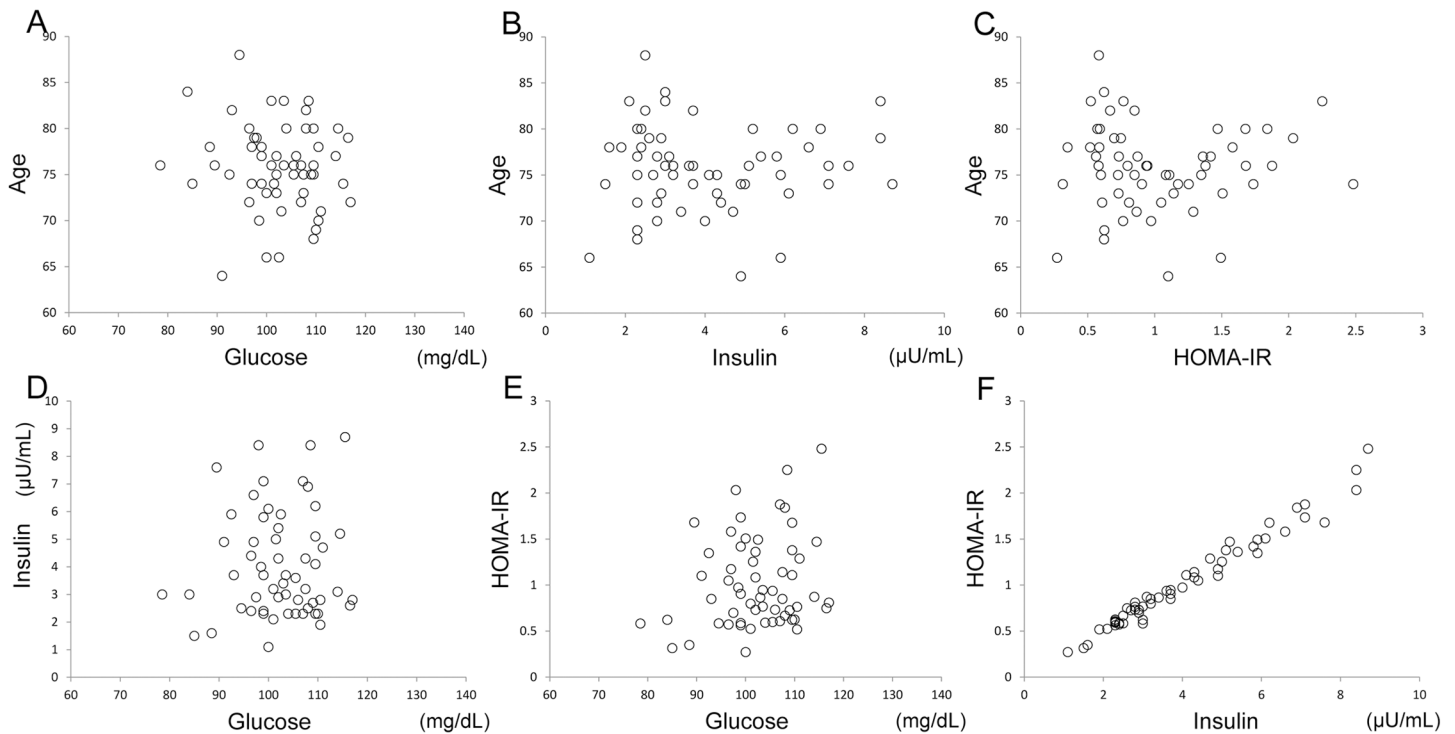 A
90
85
80
75
70
65
60
Age
60 70 80 90 100 110 120 130 140
Glucose (mg/dL)
B
90
85
80
75
70
65
60
Age
0 2 4 6 8 10
Insulin (μU/mL)
C
90
85
80
75
70
65
60
Age
0 0.5 1 1.5 2 2.5 3
HOMA-IR
D
10
9
8
7
6
5
4
3
2
1
0
Insulin (μU/mL)
60 70 80 90 100 110 120 130 140
Glucose (mg/dL)
E
3
2.5
2
1.5
1
0.5
0
HOMA-IR
60 70 80 90 100 110 120 130 140
Glucose (mg/dL)
F
3
2.5
2
1.5
1
0.5
0
HOMA-IR
0 2 4 6 8 10
Insulin (μU/mL)